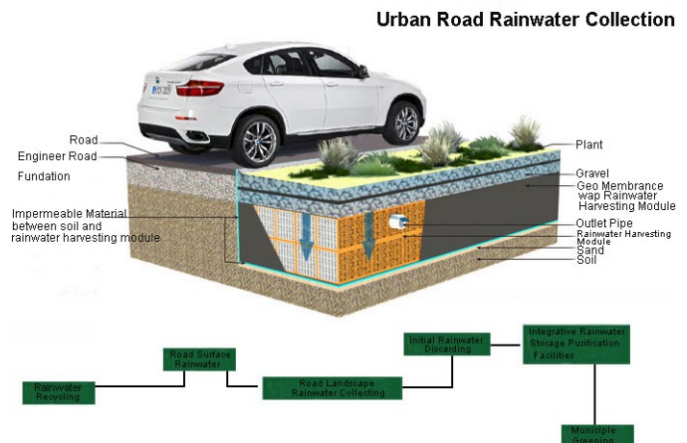 Urban Road Rainwater Collection
Road
Engineer Road
Fundation
Impermeable Material
between soil and
rainwater harvesting module
Plant
Gravel
Geo Membrance
wap Rainwater
Harvesting Module
Outlet Pipe
Rainwater Harvesting
Module
Sand
Soil
Rainwater
Recycling
Road Surface
Rainwater
Road Landscape
Rainwater Collecting
Initial Rainwater
Dizcarding
Integrative Rainwater
Storage Purification
Facilities
Municiple
Greening